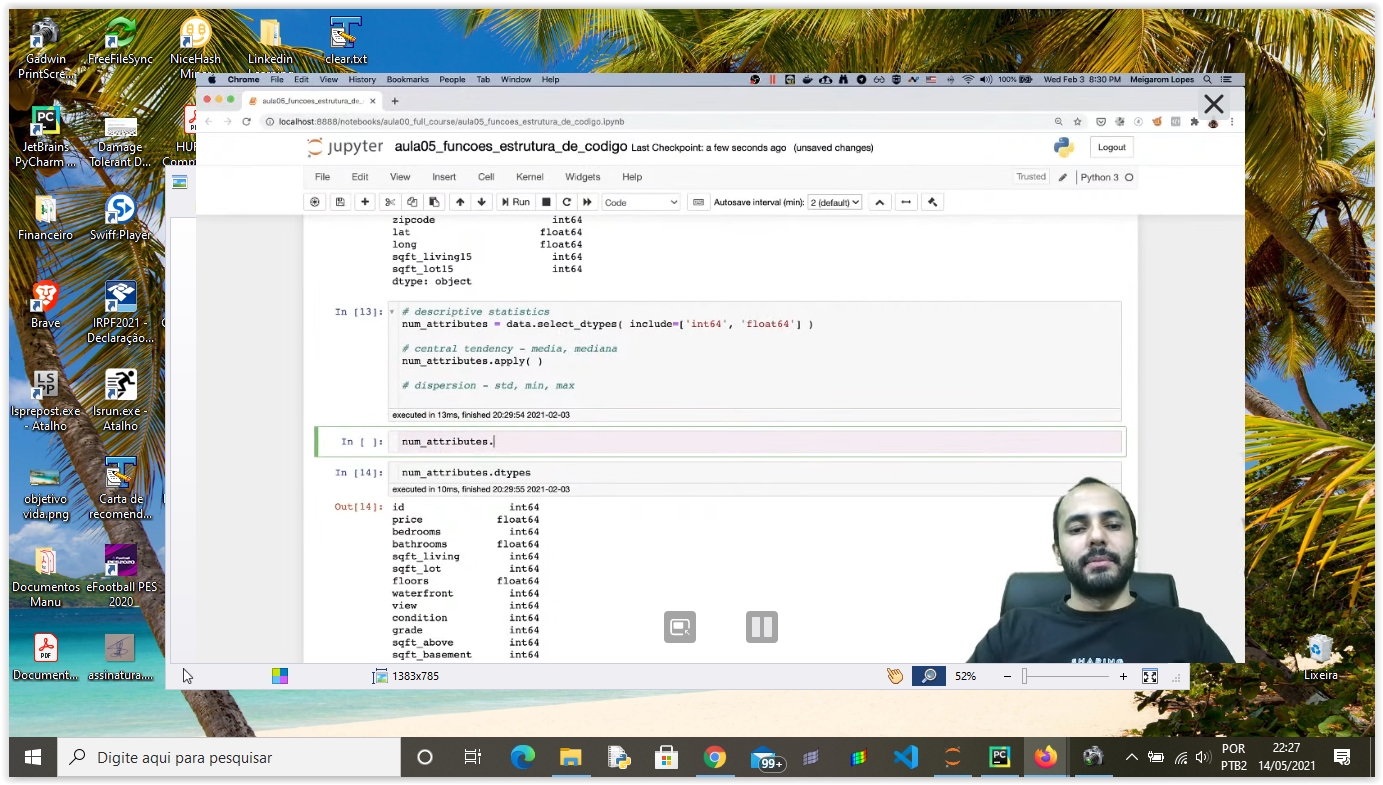 Gadwin
PrintScre...
FreeFileSync
NiceHash
Miner
Linkedin
Learning
clear.txt
JetBrains
PyCharm ...
Damage
Tolerant D...
Financeiro
Swiff Player
Brave
IRPF2021 -
Declaração...
lsprepost.exe
- Atalho
lsrun.exe -
Atalho
objetivo
vida.png
Carta de
recomend...
Documentos
Manu
eFootball PES
2020_
Document...
assinatura....
Lixeira
Chrome File Edit View History Bookmarks People Tab Window Help
100% Wed Feb 3 8:30 PM Meigarom Lopes
aula05_funcoes_estrutura_de_
localhost:8888/notebooks/aula00_full_course/aula05_funcoes_estrutura_de_codigo.ipynb
jupyter aula05_funcoes_estrutura_de_codigo Last Checkpoint: a few seconds ago (unsaved changes)
Logout
File Edit View Insert Cell Kernel Widgets Help
Trusted Python 3
Run Code Autosave interval (min): 2 (default)
zipcode int64
lat float64
long float64
sqft_living15 int64
sqft_lot15 int64
dtype: object
In [13]: # descriptive statistics
num_attributes = data.select_dtypes( include=['int64', 'float64'] )
# central tendency - media, mediana
num_attributes.apply( )
# dispersion - std, min, max
executed in 13ms, finished 20:29:54 2021-02-03
In [ ]: num_attributes.
In [14]: num_attributes.dtypes
executed in 10ms, finished 20:29:55 2021-02-03
Out[14]: id int64
price float64
bedrooms int64
bathrooms float64
sqft_living int64
sqft_lot int64
floors float64
waterfront int64
view int64
condition int64
grade int64
sqft_above int64
sqft_basement int64
SHARING
1383x785
52%
Digite aqui para pesquisar
99+
POR
PTB2
22:27
14/05/2021